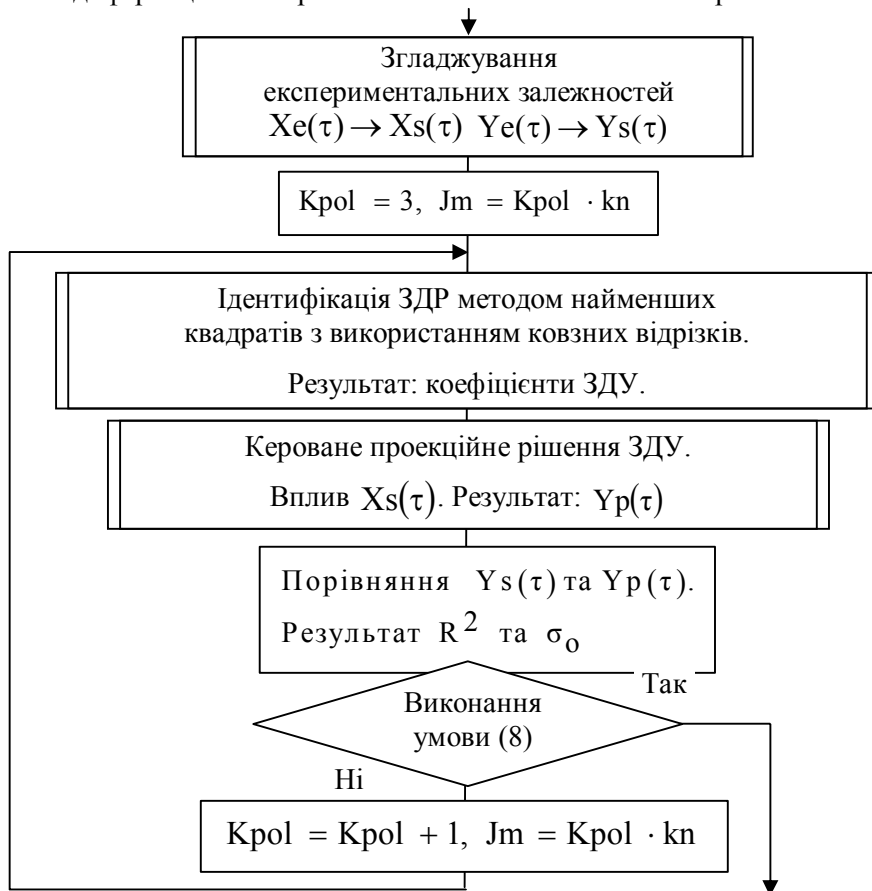 Згладжування
експериментальних залежностей
Xe(τ) → Xs(τ) Ye(τ) → Ys(τ)
Kpol = 3, Jm = Kpol · kn
Ідентифікація ЗДР методом найменших
квадратів з використанням ковзних відрізків.
Результат: коефіцієнти ЗДУ.
Кероване проекційне рішення ЗДУ.
Вплив Xs(τ). Результат: Yp(τ)
Порівняння Ys(τ) та Yp(τ).
Результат R² та σₒ
Так
Виконання
умови (8)
Ні
Kpol = Kpol + 1, Jm = Kpol · kn